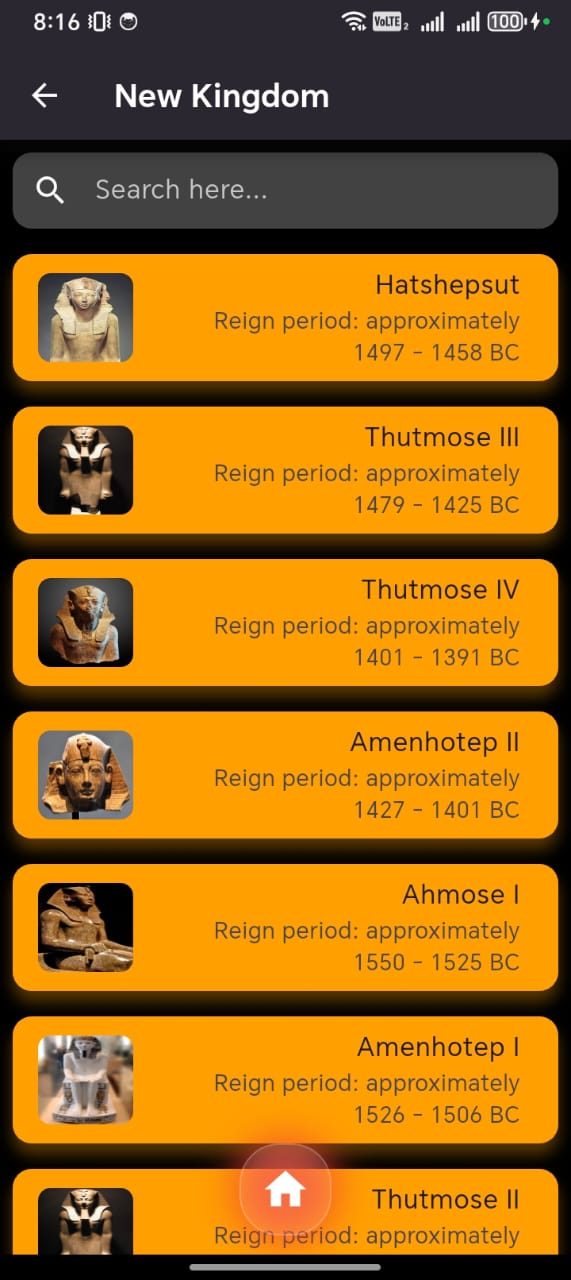 8:16
VoLTE 2
100
New Kingdom
Search here...
Hatshepsut
Reign period: approximately
1497 - 1458 BC
Thutmose III
Reign period: approximately
1479 - 1425 BC
Thutmose IV
Reign period: approximately
1401 - 1391 BC
Amenhotep II
Reign period: approximately
1427 - 1401 BC
Ahmose I
Reign period: approximately
1550 - 1525 BC
Amenhotep I
Reign period: approximately
1526 - 1506 BC
Thutmose II
Reign period: approximately